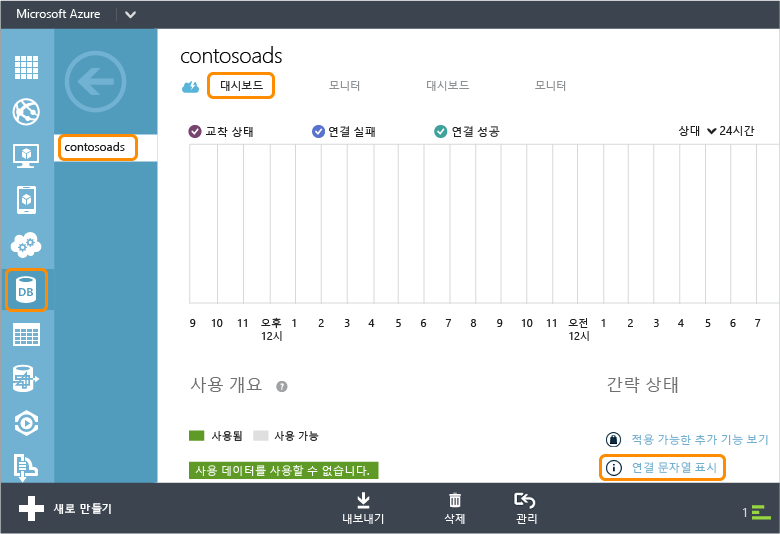 Microsoft Azure
contosoads
대시보드 모니터 대시보드 모니터
교착 상태 연결 실패 연결 성공 상대 24시간
contosoads
DB
9 10 11 오후 12시 1 2 3 4 5 6 7 8 9 10 11 오전 12시 1 2 3 4 5 6 7
사용 개요 ? 간략 상태
사용됨 사용 가능
적용 가능한 추가 기능 보기
사용 데이터를 사용할 수 없습니다.
연결 문자열 표시
새로 만들기 내보내기 삭제 관리 1